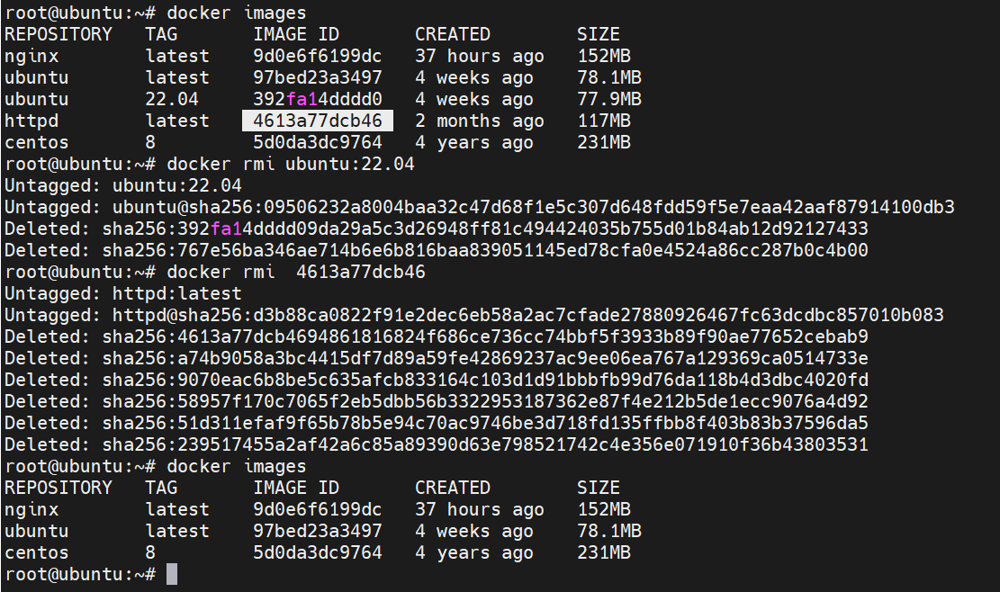 root@ubuntu:~# docker images
REPOSITORY   TAG       IMAGE ID       CREATED        SIZE
nginx        latest    9d0e6f6199dc   37 hours ago   152MB
ubuntu       latest    97bed23a3497   4 weeks ago    78.1MB
ubuntu       22.04     392fa14dddd0   4 weeks ago    77.9MB
httpd        latest    4613a77dcb46   2 months ago   117MB
centos       8         5d0da3dc9764   4 years ago    231MB
root@ubuntu:~# docker rmi ubuntu:22.04
Untagged: ubuntu:22.04
Untagged: ubuntu@sha256:09506232a8004baa32c47d68f1e5c307d648fdd59f5e7eaa42aaf87914100db3
Deleted: sha256:392fa14dddd09da29a5c3d26948ff81c494424035b755d01b84ab12d92127433
Deleted: sha256:767e56ba346ae714b6e6b816baa839051145ed78cfa0e4524a86cc287b0c4b00
root@ubuntu:~# docker rmi  4613a77dcb46
Untagged: httpd:latest
Untagged: httpd@sha256:d3b88ca0822f91e2dec6eb58a2ac7cfade27880926467fc63dcdbc857010b083
Deleted: sha256:4613a77dcb4694861816824f686ce736cc74bbf5f3933b89f90ae77652cebab9
Deleted: sha256:a74b9058a3bc4415df7d89a59fe42869237ac9ee06ea767a129369ca0514733e
Deleted: sha256:9070eac6b8be5c635afcb833164c103d1d91bbbfb99d76da118b4d3dbc4020fd
Deleted: sha256:58957f170c7065f2eb5dbb56b3322953187362e87f4e212b5de1ecc9076a4d92
Deleted: sha256:51d311efaf9f65b78b5e94c70ac9746be3d718fd135ffbb8f403b83b37596da5
Deleted: sha256:239517455a2af42a6c85a89390d63e798521742c4e356e071910f36b43803531
root@ubuntu:~# docker images
REPOSITORY   TAG       IMAGE ID       CREATED        SIZE
nginx        latest    9d0e6f6199dc   37 hours ago   152MB
ubuntu       latest    97bed23a3497   4 weeks ago    78.1MB
centos       8         5d0da3dc9764   4 years ago    231MB
root@ubuntu:~#